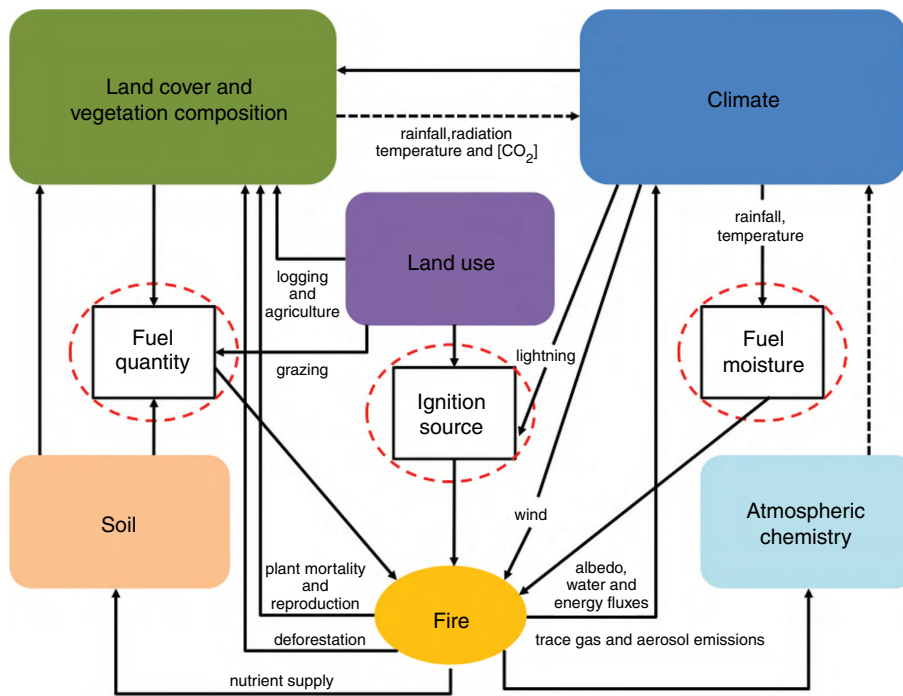 Land cover and
vegetation composition
Climate
rainfall,radiation
temperature and [CO2]
rainfall,
temperature
Land use
logging
and
agriculture
Fuel
quantity
grazing
lightning
Fuel
moisture
Ignition
source
Soil
wind
Atmospheric
chemistry
plant mortality
and
reproduction
albedo,
water and
energy fluxes
Fire
deforestation
trace gas and aerosol emissions
nutrient supply